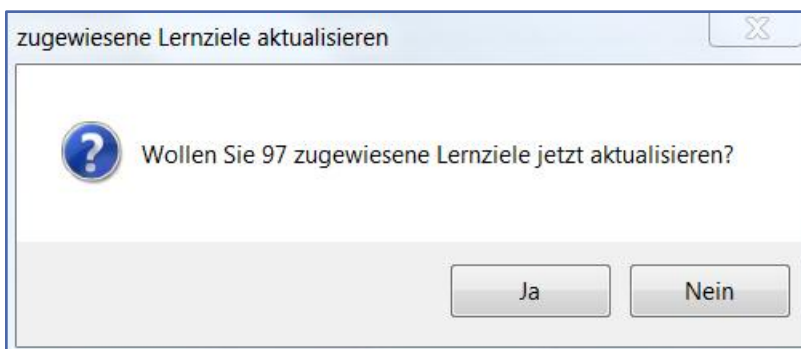 zugewiesene Lernziele aktualisieren
Wollen Sie 97 zugewiesene Lernziele jetzt aktualisieren?
Ja Nein